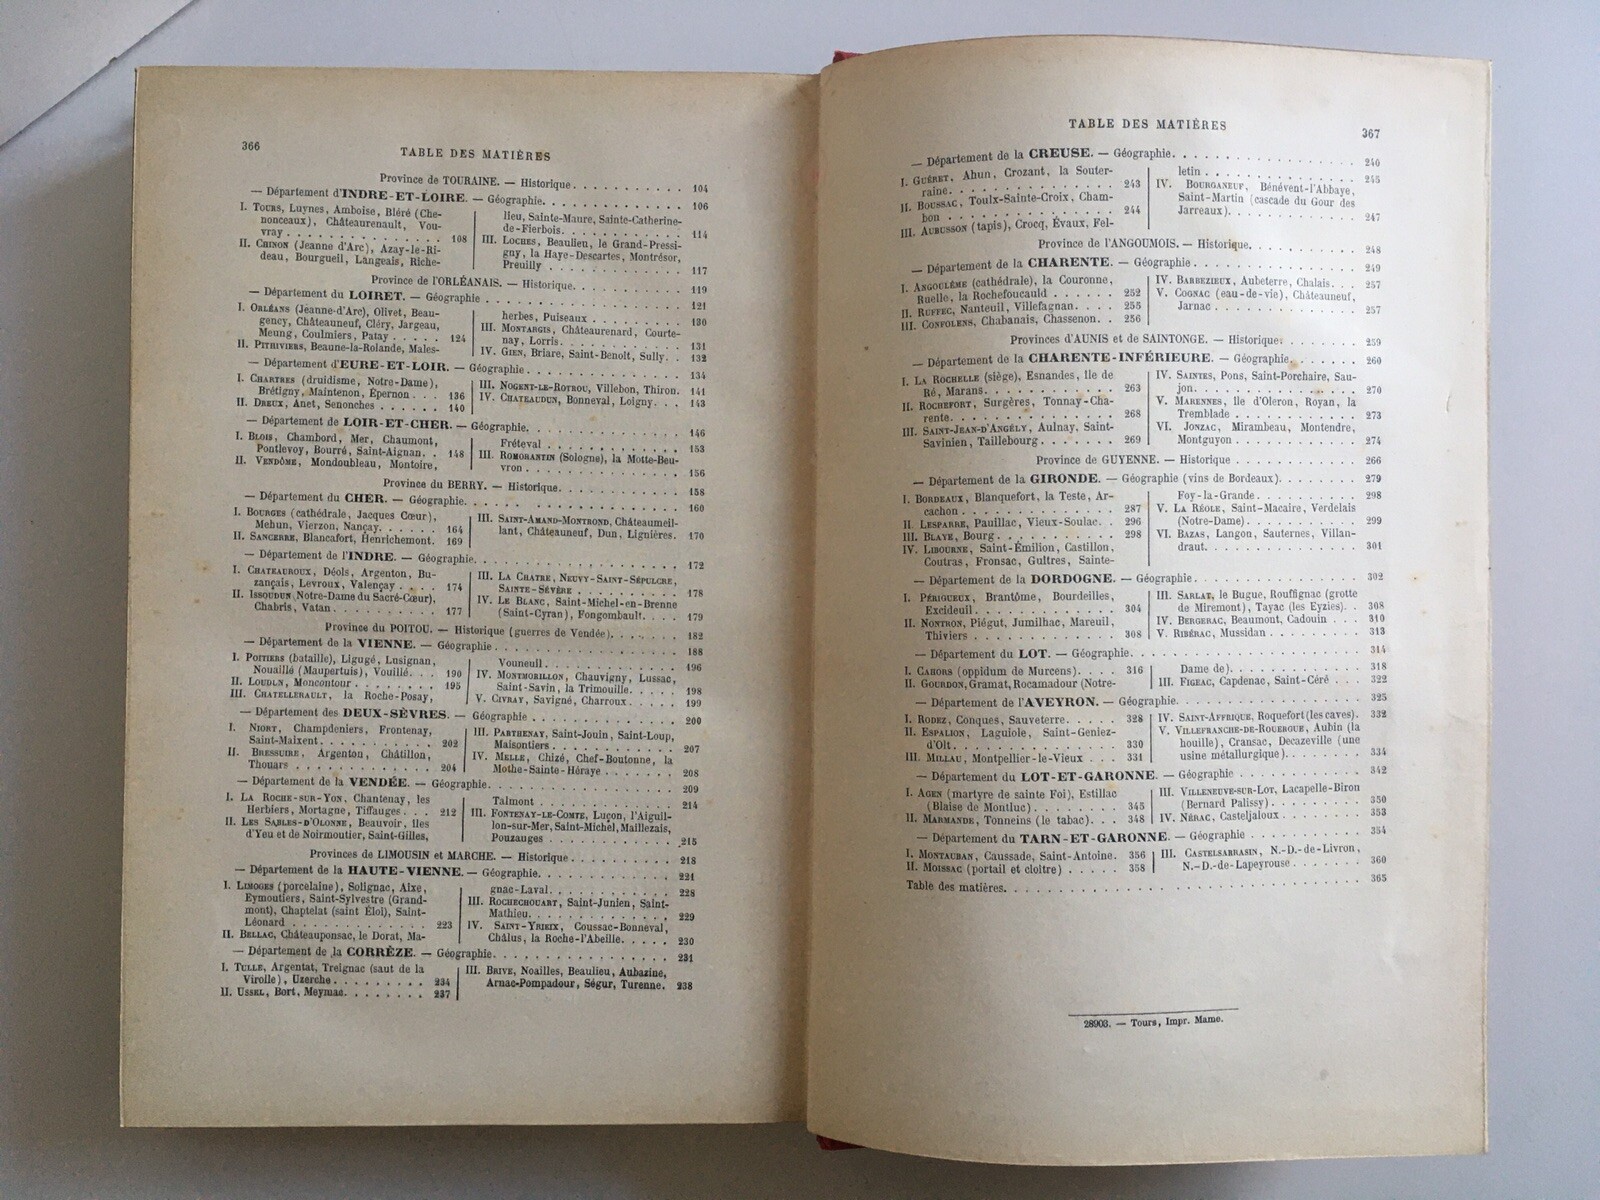 366
TABLE DES MATIÈRES
Province de TOURAINE. — Historique. . . . . . . . . . . 104
— Département d'INDRE-ET-LOIRE. — Géographie. . . . . . . . . . . 106
I. TOURS, Luynes, Amboise, Bléré (Che-
nonceaux), Châteaurenault, Vou-
vray . . . . . . . . . . . 108
II. CHINON (Jeanne d'Arc), Azay-le-Ri-
deau, Bourgueil, Langeais, Riche-
lieu, Sainte-Maure, Sainte-Catherine-
de-Fierbois. . . . . . . . . . . 114
III. LOCHES, Beaulieu, le Grand-Pressi-
gny, la Haye-Descartes, Montrésor,
Preuilly . . . . . . . . . . . 117
Province de l'ORLÉANAIS. — Historique. . . . . . . . . . . 119
— Département du LOIRET. — Géographie . . . . . . . . . . . 121
I. ORLÉANS (Jeanne-d'Arc), Olivet, Beau-
gency, Châteauneuf, Cléry, Jargeau,
Meung, Coulmiers, Patay . . . . . 124
II. PITHIVIERS, Beaune-la-Rolande, Males-
herbes, Puiseaux . . . . . . . . . 130
III. MONTARGIS, Châteaurenard, Courte-
nay, Lorris. . . . . . . . . . . 131
IV. GIEN, Briare, Saint-Benoît, Sully. . 132
— Département d'EURE-ET-LOIR. — Géographie. . . . . . . . . . . 134
I. CHARTRES (druidisme, Notre-Dame),
Brétigny, Maintenon, Épernon . . . 136
II. DREUX, Anet, Senonches . . . . . . 140
III. NOGENT-LE-ROTROU, Villebon, Thiron. 141
IV. CHATEAUDUN, Bonneval, Loigny. . . 143
— Département de LOIR-ET-CHER. — Géographie. . . . . . . . . . . 146
I. BLOIS, Chambord, Mer, Chaumont,
Pontlevoy, Bourré, Saint-Aignan. . 148
II. VENDÔME, Mondoubleau, Montoire,
Fréteval . . . . . . . . . . . 153
III. ROMORANTIN (Sologne), la Motte-Beu-
vron . . . . . . . . . . . 156
Province du BERRY. — Historique. . . . . . . . . . . 158
— Département du CHER. — Géographie. . . . . . . . . . . 160
I. BOURGES (cathédrale, Jacques Cœur),
Mehun, Vierzon, Nançay. . . . . . 164
II. SANCERRE, Blancafort, Henrichemont. 169
III. SAINT-AMAND-MONTROND, Châteaumeil-
lant, Châteauneuf, Dun, Lignières. 170
— Département de l'INDRE. — Géographie. . . . . . . . . . . 172
I. CHATEAUROUX, Déols, Argenton, Bu-
zançais, Levroux, Valençay . . . . 174
II. ISSOUDUN (Notre-Dame du Sacré-Cœur),
Chabris, Vatan . . . . . . . . . . . 177
III. LA CHATRE, NEUVY-SAINT-SÉPULCRE,
SAINTE-SÉVÈRE . . . . . . . . . . . 178
IV. LE BLANC, Saint-Michel-en-Brenne
(Saint-Cyran), Fongombault. . . . 179
Province du POITOU. — Historique (guerres de Vendée). . . . . . . 182
— Département de la VIENNE. — Géographie . . . . . . . . . . . 188
I. POITIERS (bataille), Ligugé, Lusignan,
Nouaillé (Maupertuis), Vouillé. . . 190
II. LOUDUN, Moncontour . . . . . . . . 195
III. CHATELLERAULT, la Roche-Posay,
Vouneuil. . . . . . . . . . . 196
IV. MONTMORILLON, Chauvigny, Lussac,
Saint-Savin, la Trimouille. . . . . 198
V. CIVRAY, Savigné, Charroux. . . . . 199
— Département des DEUX-SÈVRES. — Géographie . . . . . . . . . . . 200
I. NIORT, Champdeniers, Frontenay,
Saint-Maixent. . . . . . . . . . . 202
II. BRESSUIRE, Argenton, Châtillon,
Thouars . . . . . . . . . . . 204
III. PARTHENAY, Saint-Jouin, Saint-Loup,
Maisontiers . . . . . . . . . . . 207
IV. MELLE, Chizé, Chef-Boutonne, la
Mothe-Sainte-Héraye . . . . . . . 208
— Département de la VENDÉE. — Géographie. . . . . . . . . . . 209
I. LA ROCHE-SUR-YON, Chantenay, les
Herbiers, Mortagne, Tiffauges . . . 212
II. LES SABLES-D'OLONNE, Beauvoir, îles
d'Yeu et de Noirmoutier, Saint-Gilles,
Talmont . . . . . . . . . . . 214
III. FONTENAY-LE-COMTE, Luçon, l'Aiguil-
lon-sur-Mer, Saint-Michel, Maillezais,
Pouzauges . . . . . . . . . . . 215
Provinces de LIMOUSIN et MARCHE. — Historique . . . . . . . . . . . 218
— Département de la HAUTE-VIENNE. — Géographie. . . . . . . . . . . 221
I. LIMOGES (porcelaine), Solignac, Aixe,
Eymoutiers, Saint-Sylvestre (Grand-
mont), Chaptelat (saint Éloi), Saint-
Léonard . . . . . . . . . . . 223
II. BELLAC, Châteauponsac, le Dorat, Ma-
gnac-Laval. . . . . . . . . . . 228
III. ROCHECHOUART, Saint-Junien, Saint-
Mathieu. . . . . . . . . . . 229
IV. SAINT-YRIEIX, Coussac-Bonneval,
Châlus, la Roche-l'Abeille. . . . . 230
— Département de la CORRÈZE. — Géographie. . . . . . . . . . . 231
I. TULLE, Argentat, Treignac (saut de la
Virolle), Uzerche . . . . . . . . . 234
II. USSEL, Bort, Meymac. . . . . . . . 237
III. BRIVE, Noailles, Beaulieu, Aubazine,
Arnac-Pompadour, Ségur, Turenne. 238
TABLE DES MATIÈRES
367
— Département de la CREUSE. — Géographie. . . . . . . . . . . 240
I. GUÉRET, Ahun, Crozant, la Souter-
raine. . . . . . . . . . . 243
II. BOUSSAC, Toulx-Sainte-Croix, Cham-
bon . . . . . . . . . . . 244
III. AUBUSSON (tapis), Crocq, Évaux, Fel-
letin . . . . . . . . . . . 245
IV. BOURGANEUF, Bénévent-l'Abbaye,
Saint-Martin (cascade du Gour des
Jarreaux). . . . . . . . . . . 247
Province de l'ANGOUMOIS. — Historique. . . . . . . . . . . 248
— Département de la CHARENTE. — Géographie. . . . . . . . . . . 249
I. ANGOULÊME (cathédrale), la Couronne,
Ruelle, la Rochefoucauld . . . . . . 252
II. RUFFEC, Nanteuil, Villefagnan. . . . 255
III. CONFOLENS, Chabanais, Chassenon. . 256
IV. BARBEZIEUX, Aubeterre, Chalais. . . 257
V. COGNAC (eau-de-vie), Châteauneuf,
Jarnac . . . . . . . . . . . 257
Provinces d'AUNIS et de SAINTONGE. — Historique. . . . . . . . 259
— Département de la CHARENTE-INFÉRIEURE. — Géographie. . . . . . . 260
I. LA ROCHELLE (siège), Esnandes, île de
Ré, Marans. . . . . . . . . . . 263
II. ROCHEFORT, Surgères, Tonnay-Cha-
rente. . . . . . . . . . . 268
III. SAINT-JEAN-D'ANGÉLY, Aulnay, Saint-
Savinien, Taillebourg . . . . . . . 269
IV. SAINTES, Pons, Saint-Porchaire, Sau-
jon. . . . . . . . . . . 270
V. MARENNES, île d'Oleron, Royan, la
Tremblade . . . . . . . . . . . 273
VI. JONZAC, Mirambeau, Montendre,
Montguyon . . . . . . . . . . . 274
Province de GUYENNE. — Historique . . . . . . . . . . . 266
— Département de la GIRONDE. — Géographie (vins de Bordeaux). . . . . . . . 279
I. BORDEAUX, Blanquefort, la Teste, Ar-
cachon . . . . . . . . . . . 287
II. LESPARRE, Pauillac, Vieux-Soulac. . 296
III. BLAYE, Bourg. . . . . . . . . . . 298
IV. LIBOURNE, Saint-Émilion, Castillon,
Coutras, Fronsac, Guîtres, Sainte-
Foy-la-Grande. . . . . . . . . . . 298
V. LA RÉOLE, Saint-Macaire, Verdelais
(Notre-Dame). . . . . . . . . . . 299
VI. BAZAS, Langon, Sauternes, Villan-
draut. . . . . . . . . . . 301
— Département de la DORDOGNE. — Géographie. . . . . . . . . . . 302
I. PÉRIGUEUX, Brantôme, Bourdeilles,
Excideuil . . . . . . . . . . . 304
II. NONTRON, Piégut, Jumilhac, Mareuil,
Thiviers . . . . . . . . . . . 308
III. SARLAT, le Bugue, Rouffignac (grotte
de Miremont), Tayac (les Eyzies). . 308
IV. BERGERAC, Beaumont, Cadouin . . . 310
V. RIBÉRAC, Mussidan . . . . . . . . . 313
— Département du LOT. — Géographie. . . . . . . . . . . 314
I. CAHORS (oppidum de Murcens). . . . 316
II. GOURDON, Gramat, Rocamadour (Notre-
Dame de). . . . . . . . . . . 318
III. FIGEAC, Capdenac, Saint-Céré . . . 322
— Département de l'AVEYRON. — Géographie. . . . . . . . . . . 325
I. RODEZ, Conques, Sauveterre. . . . . 328
II. ESPALION, Laguiole, Saint-Geniez-
d'Olt. . . . . . . . . . . 330
III. MILLAU, Montpellier-le-Vieux . . . 331
IV. SAINT-AFFRIQUE, Roquefort (les caves). 332
V. VILLEFRANCHE-DE-ROUERGUE, Aubin (la
houille), Cransac, Decazeville (une
usine métallurgique). . . . . . . . 334
— Département du LOT-ET-GARONNE. — Géographie . . . . . . . . . . . 342
I. AGEN (martyre de sainte Foi), Estillac
(Blaise de Montluc) . . . . . . . . 345
II. MARMANDE, Tonneins (le tabac). . . 348
III. VILLENEUVE-SUR-LOT, Lacapelle-Biron
(Bernard Palissy) . . . . . . . . . 350
IV. NÉRAC, Casteljaloux. . . . . . . . 353
— Département du TARN-ET-GARONNE. — Géographie . . . . . . . . . . . 354
I. MONTAUBAN, Caussade, Saint-Antoine. 356
II. MOISSAC (portail et cloître) . . . . . 358
III. CASTELSARRASIN, N.-D.-de-Livron,
N.-D.-de-Lapeyrouse . . . . . . . 360
Table des matières. . . . . . . . . . . 365
28903. — Tours, Impr. Mame.